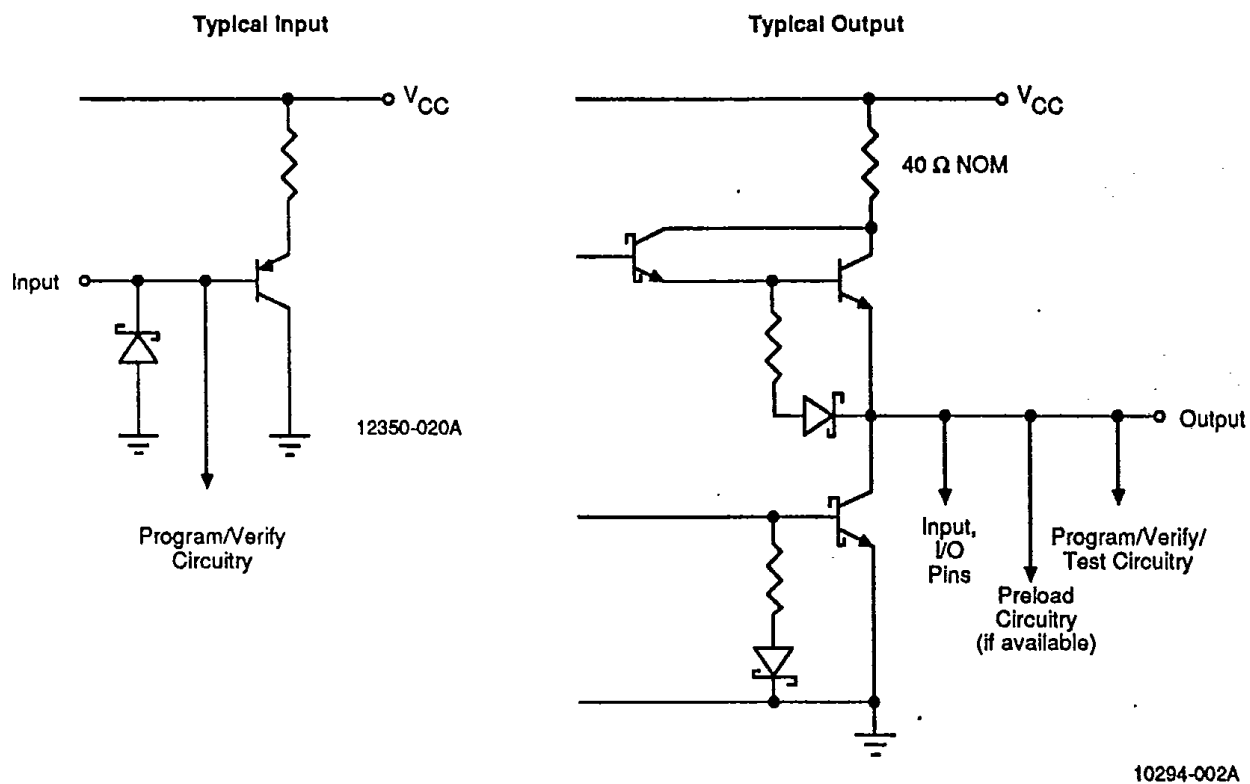 Typical Input
VCC
Input
12350-020A
Program/Verify
Circuitry
Typical Output
VCC
40 Ω NOM
Output
Input,
I/O
Pins
Program/Verify/
Test Circuitry
Preload
Circuitry
(if available)
10294-002A